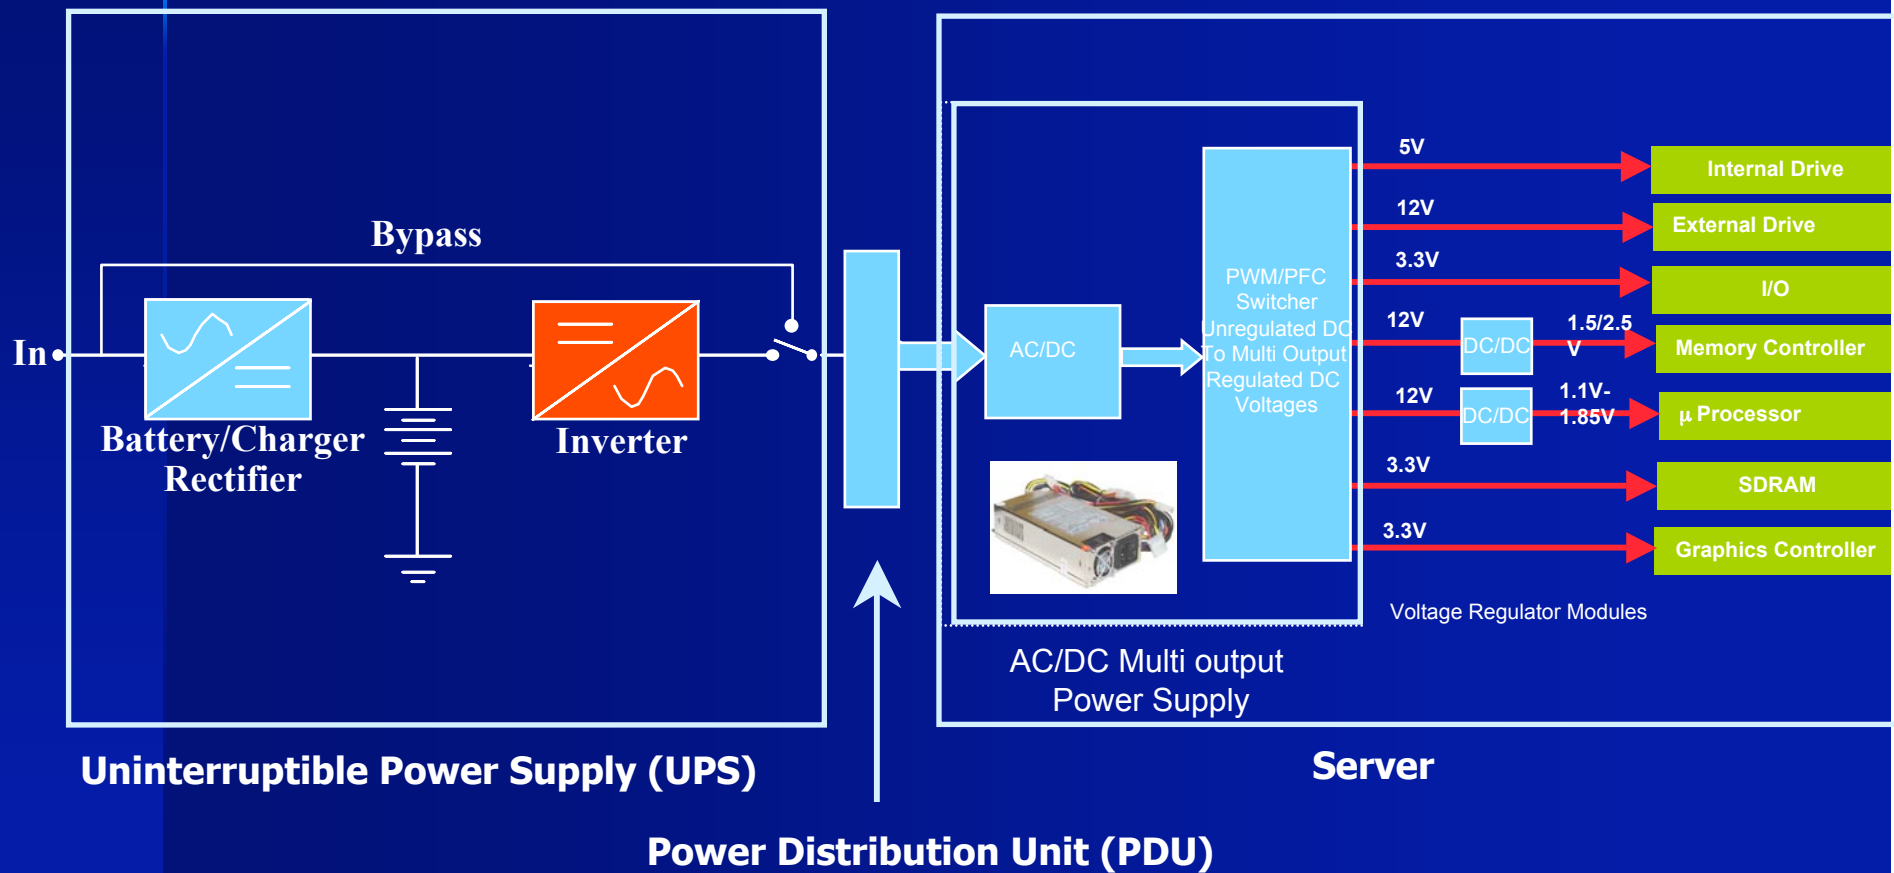 Bypass
In
Battery/Charger
Rectifier
Inverter
Uninterruptible Power Supply (UPS)
Power Distribution Unit (PDU)
AC/DC
PWM/PFC
Switcher
Unregulated DC
To Multi Output
Regulated DC
Voltages
AC/DC Multi output
Power Supply
5V
Internal Drive
12V
External Drive
3.3V
I/O
12V
DC/DC
1.5/2.5
V
Memory Controller
12V
DC/DC
1.1V-
1.85V
μ Processor
3.3V
SDRAM
3.3V
Graphics Controller
Voltage Regulator Modules
Server